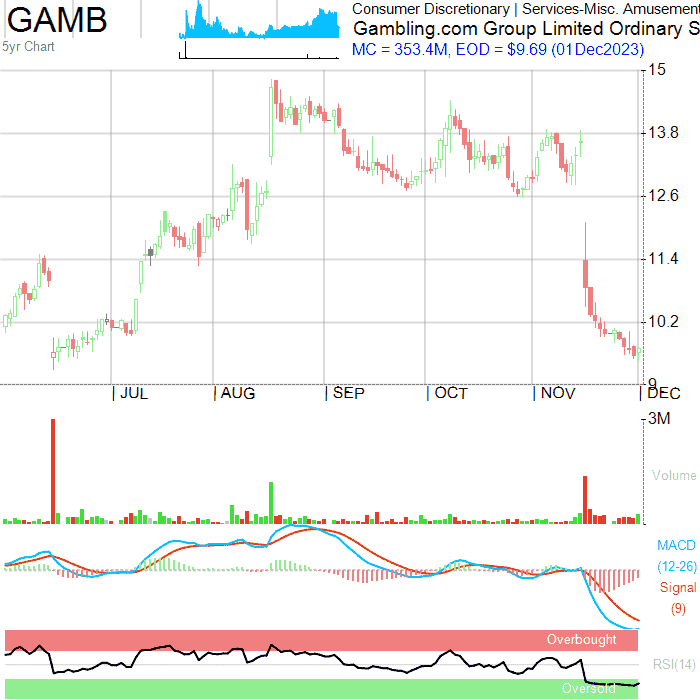 GAMB
5yr Chart
Consumer Discretionary | Services-Misc. Amusement
Gambling.com Group Limited Ordinary S
MC = 353.4M, EOD = $9.69 (01Dec2023)
15
13.8
12.6
11.4
10.2
9
| JUL | AUG | SEP | OCT | NOV | DEC
3M
Volume
MACD
(12-26)
Signal
(9)
Overbought
RSI(14)
Oversold